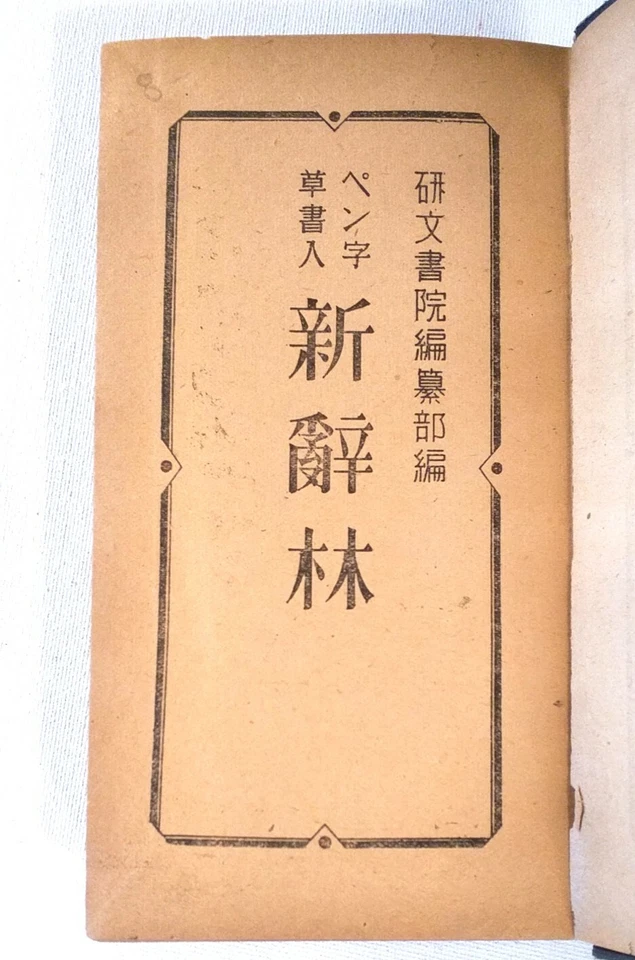 研文書院編纂部編
ペン字
草書入
新辭林